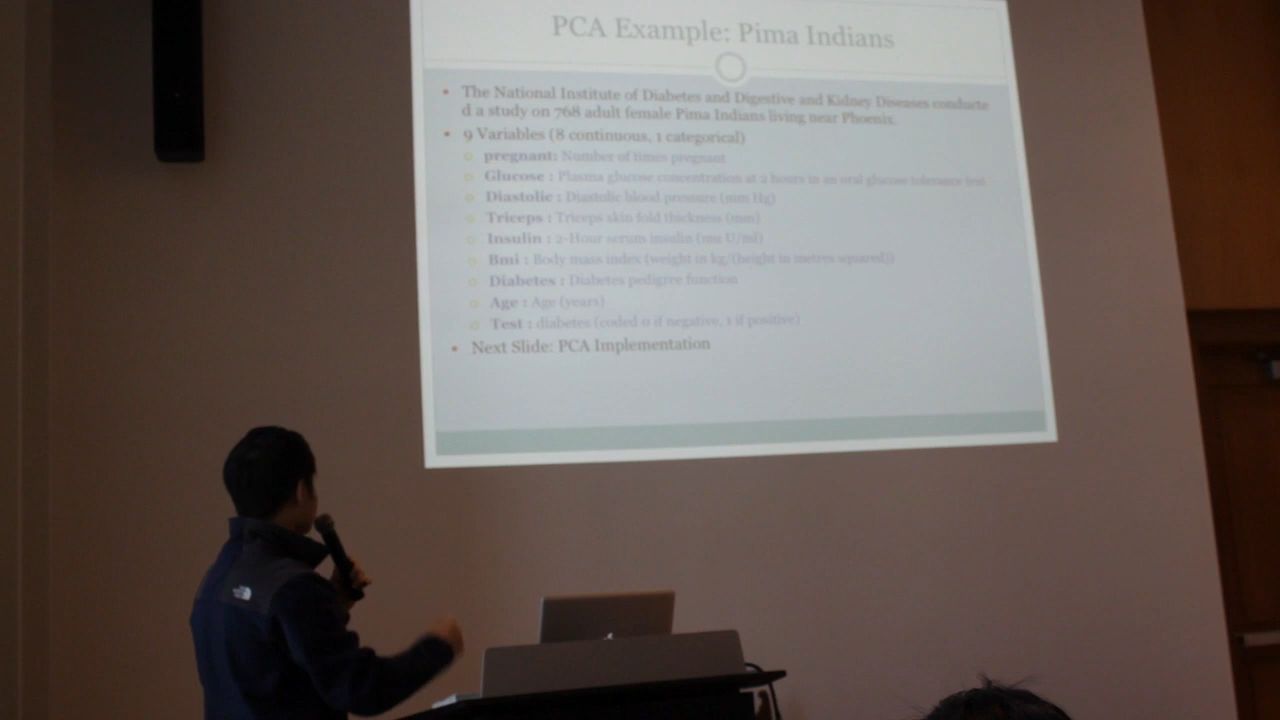 PCA Example: Pima Indians
The National Institute of Diabetes and Digestive and Kidney Diseases conducte
d a study on 768 adult female Pima Indians living near Phoenix.
9 Variables (8 continuous, 1 categorical)
pregnant: Number of times pregnant
Glucose : Plasma glucose concentration at 2 hours in an oral glucose tolerance test
Diastolic : Diastolic blood pressure (mm Hg)
Triceps : Triceps skin fold thickness (mm)
Insulin : 2-Hour serum insulin (mu U/ml)
Bmi : Body mass index (weight in kg/(height in metres squared))
Diabetes : Diabetes pedigree function
Age : Age (years)
Test : diabetes (coded 0 if negative, 1 if positive)
Next Slide: PCA Implementation